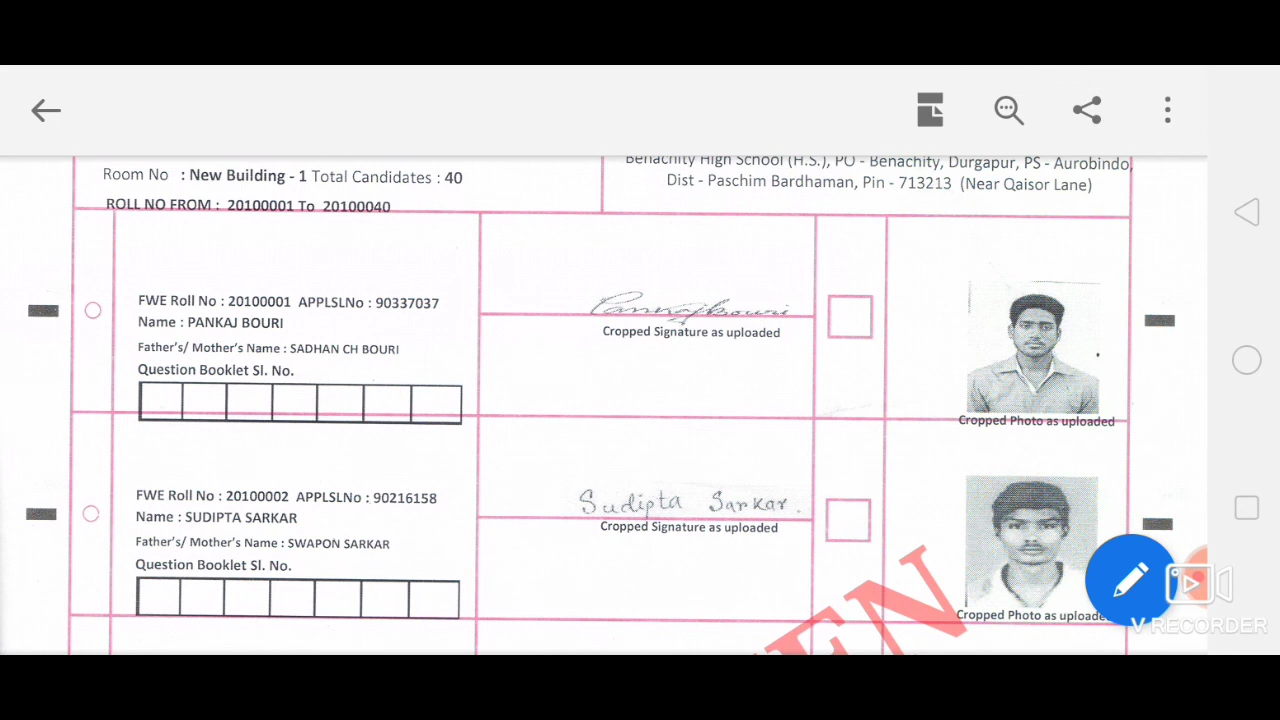 Benachity High School (H.S.), PO - Benachity, Durgapur, PS - Aurobindo,
Room No : New Building - 1 Total Candidates : 40
Dist - Paschim Bardhaman, Pin - 713213 (Near Qaisor Lane)
ROLL NO FROM : 20100001 To 20100040
FWE Roll No : 20100001 APPLSLNo : 90337037
Pankaj bouri
Name : PANKAJ BOURI
Cropped Signature as uploaded
Father's/ Mother's Name : SADHAN CH BOURI
Question Booklet Sl. No.
Cropped Photo as uploaded
FWE Roll No : 20100002 APPLSLNo : 90216158
Sudipta Sarkar.
Name : SUDIPTA SARKAR
Cropped Signature as uploaded
Father's/ Mother's Name : SWAPON SARKAR
Question Booklet Sl. No.
Cropped Photo as uploaded
EN
V RECORDER